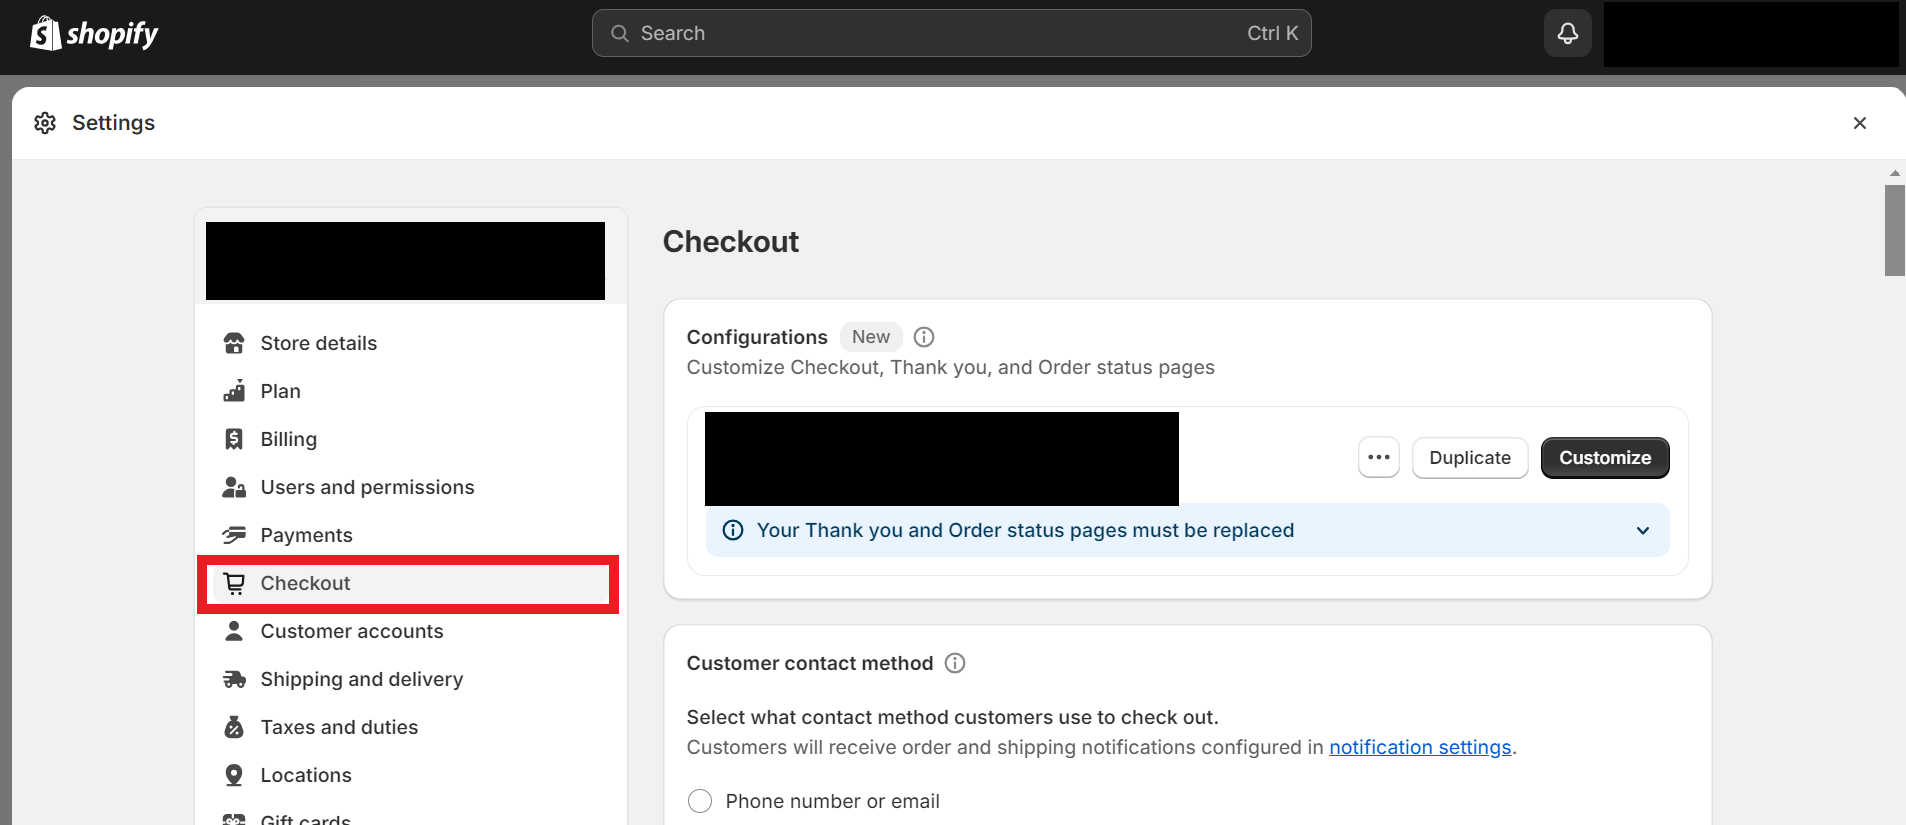 shopify
Search
Ctrl K
Settings
Checkout
Configurations
New
Customize Checkout, Thank you, and Order status pages
Duplicate
Customize
Your Thank you and Order status pages must be replaced
Customer contact method
Select what contact method customers use to check out.
Customers will receive order and shipping notifications configured in notification settings.
Phone number or email
Store details
Plan
Billing
Users and permissions
Payments
Checkout
Customer accounts
Shipping and delivery
Taxes and duties
Locations
Gift cards